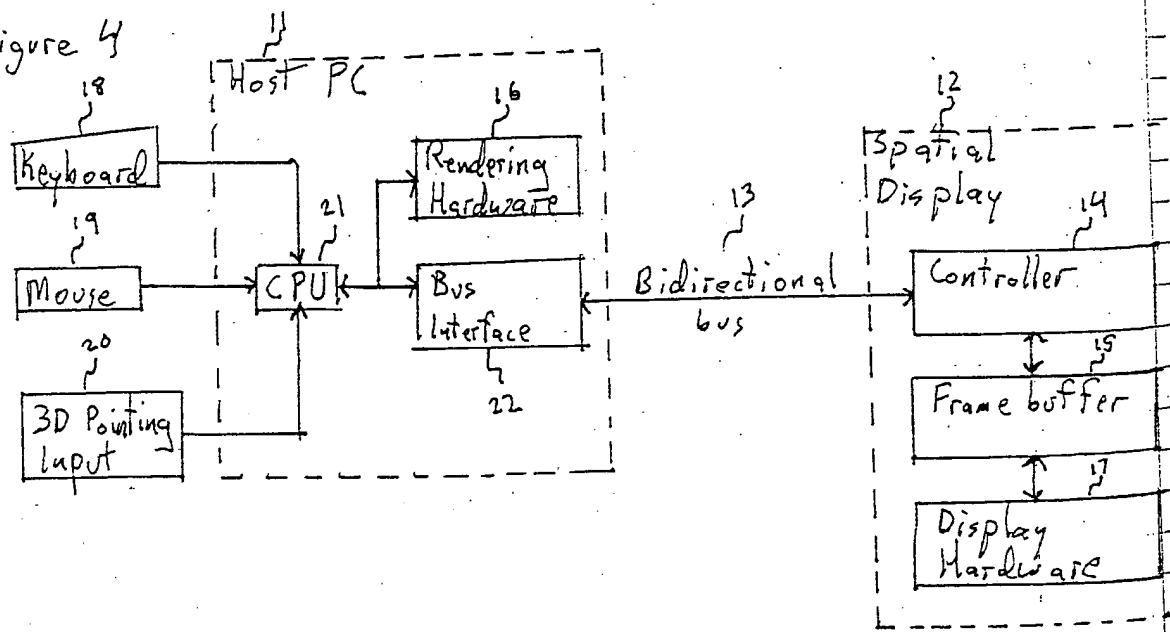 igure 4
11
Host PC
18
Keyboard
16
Rendering
Hardware
12
Spatial
Display
19
Mouse
21
CPU
Bus
Interface
22
13
Bidirectional
bus
14
Controller
20
3D Pointing
Input
15
Frame buffer
17
Display
Hardware